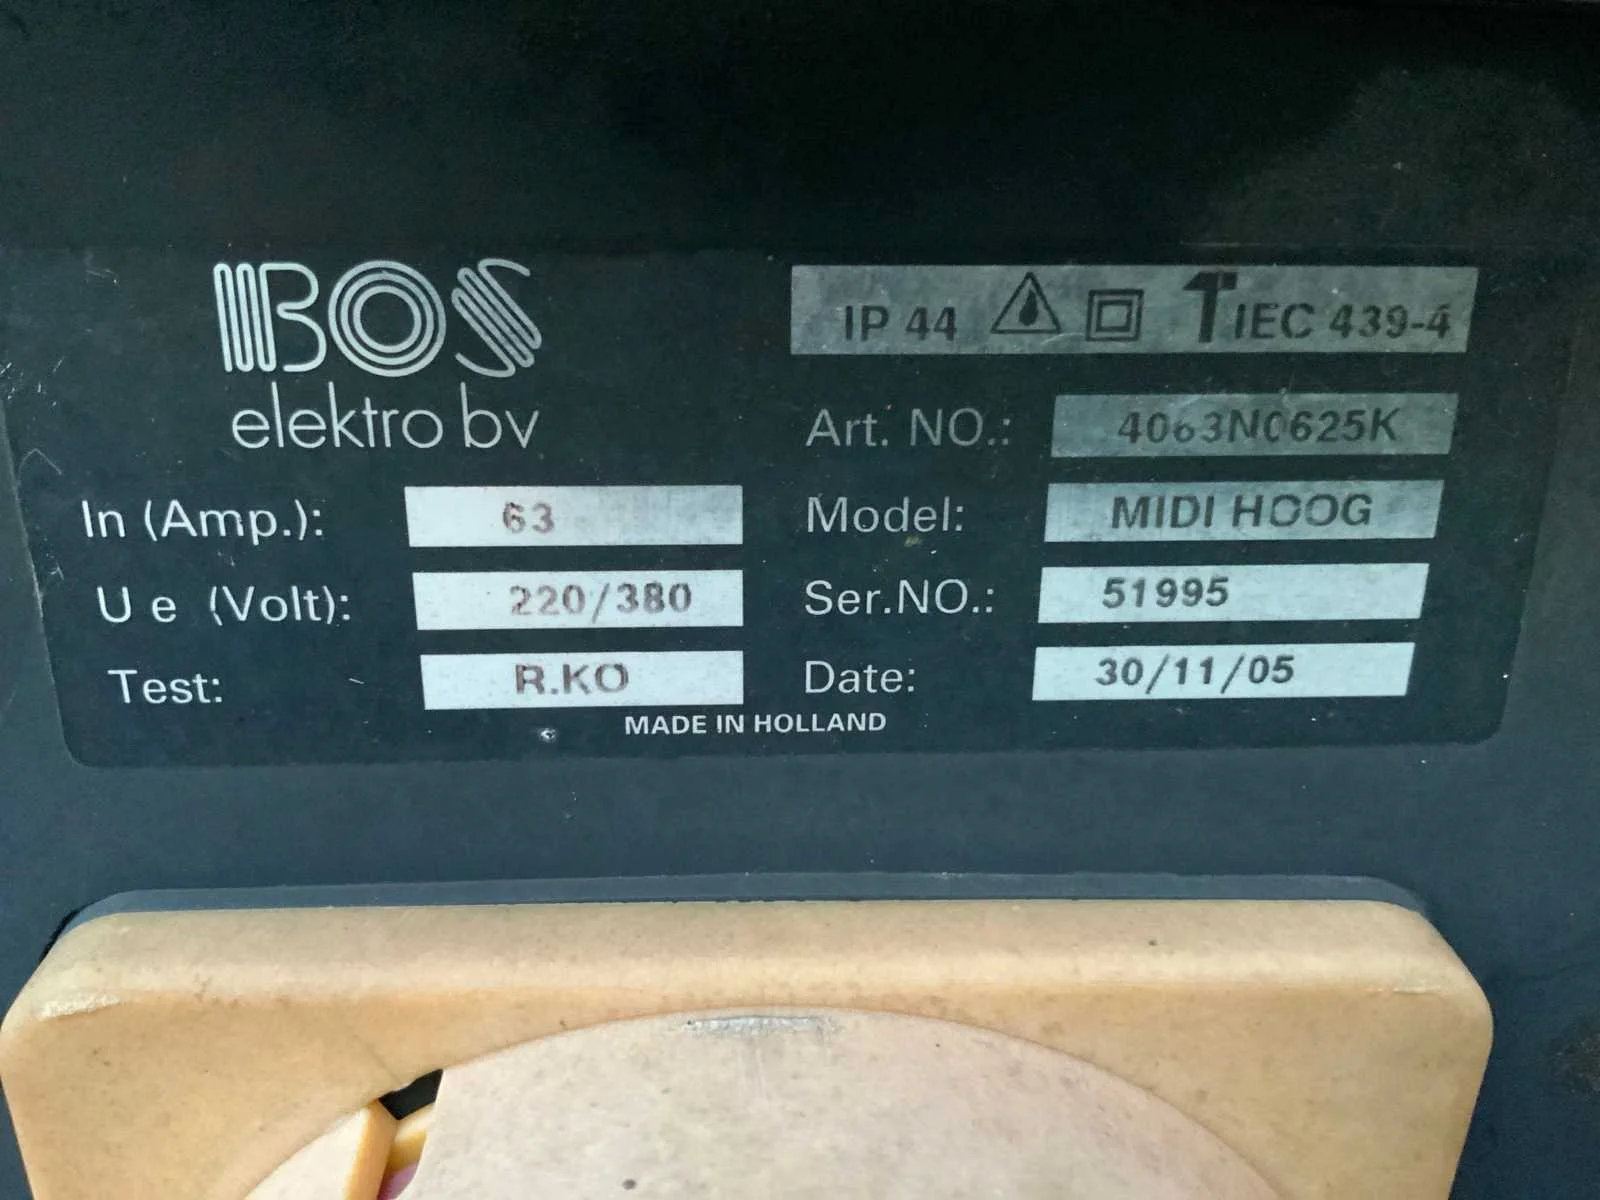 BOS
elektro bv
IP 44 T IEC 439-4
Art. NO.: 4063N0625K
In (Amp.): 63
Model: MIDI HOOG
U e (Volt): 220/380
Ser.NO.: 51995
Test: R.KO
Date: 30/11/05
MADE IN HOLLAND